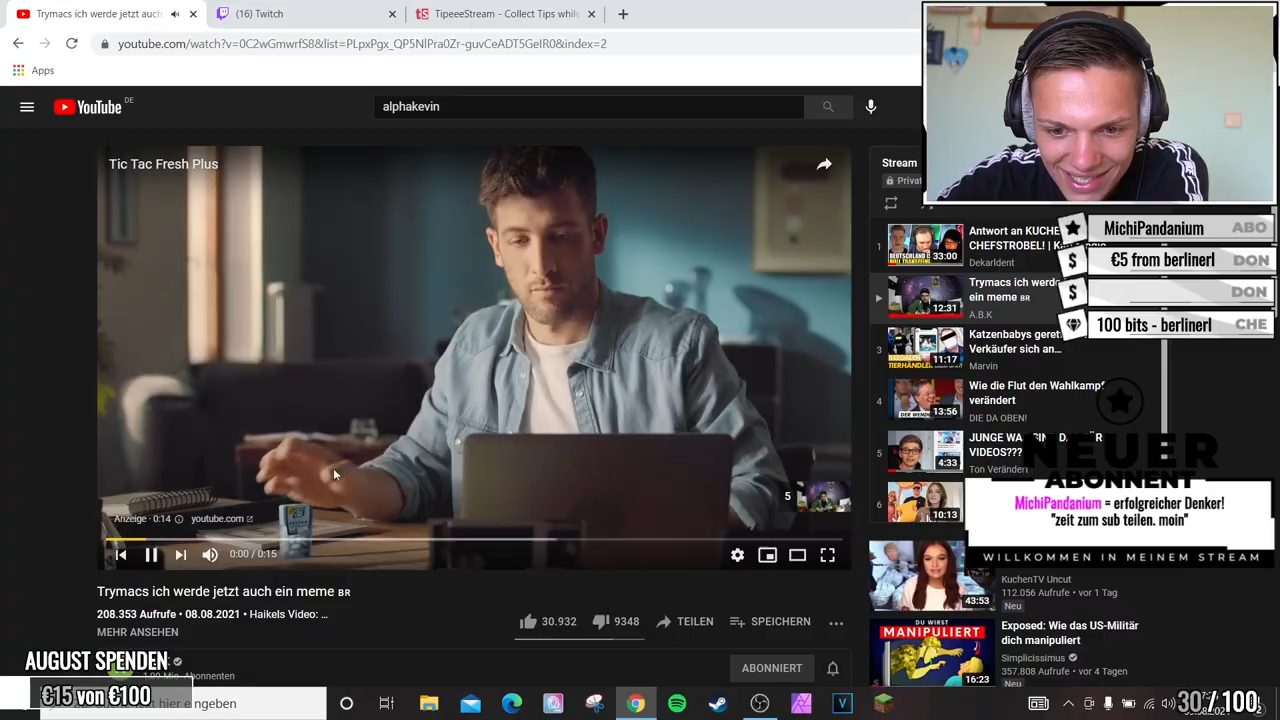 Trymacs ich werde jetzt auch
(16) Twitch
TipeeeStream - Collect Tips whil
youtube.com/watch?v=0C2wGmwrfS8&list=PLppJgi_QP5NIPra0Zr-guvCeADT5GeIR0&index=2
Apps
YouTube DE
alphakevin
Tic Tac Fresh Plus
Stream
Privat
1
Antwort an KUCHE
CHEFSTROBEL! |
33:00
Dekarldent
Trymacs ich werde
ein meme BR
12:31
A.B.K
3
Katzenbabys geret
Verkäufer sich an...
11:17
Marvin
4
Wie die Flut den Wahlkampf
verändert
13:56
DIE DA OBEN!
5
JUNGE WA
VIDEOS???
4:33
Ton Verändert
6
10:13
MichiPandanium ABO
€5 from berlinerl DON
DON
100 bits - berlinerl CHE
NEUER
ABONNENT
MichiPandanium = erfolgreicher Denker!
"zeit zum sub teilen. moin"
WILLKOMMEN IN MEINEM STREAM
5
Anzeige · 0:14 youtube.com
0:00 / 0:15
Trymacs ich werde jetzt auch ein meme BR
208.353 Aufrufe • 08.08.2021 • Haiku Video: ...
MEHR ANSEHEN
9348
TEILEN
SPEICHERN
KuchenTV Uncut
112.056 Aufrufe • vor 1 Tag
Neu
43:53
DU WIRST
MANIPULIERT
16:23
Exposed: Wie das US-Militär
dich manipuliert
Simplicissimus
357.808 Aufrufe • vor 4 Tagen
Neu
ABONNIERT
AUGUST SPENDEN
€15 von €100
hier eingeben
30 / 100